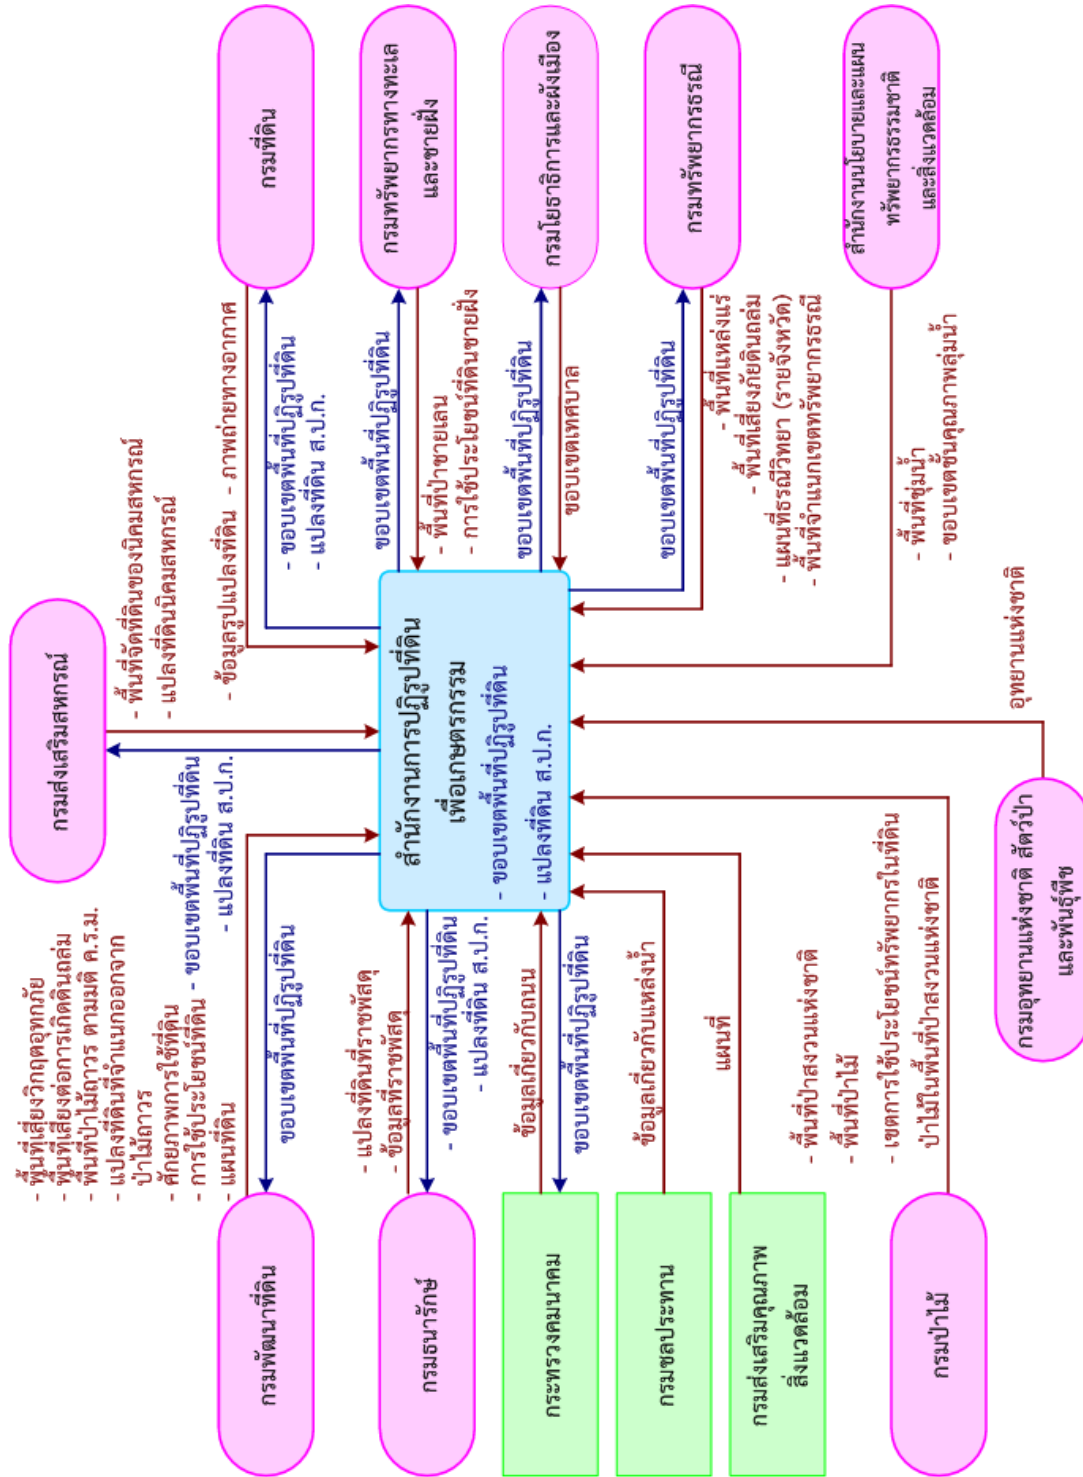 กรมส่งเสริมสหกรณ์
- พื้นที่เสี่ยงวิกฤตอุทกภัย
- พื้นที่เสี่ยงต่อการเกิดดินถล่ม
- พื้นที่ป่าไม้ถาวร ตามมติ ค.ร.ม.
- แปลงที่ดินที่จำแนกออกจาก
ป่าไม้ถาวร
- ศักยภาพการใช้ที่ดิน
- การใช้ประโยชน์ที่ดิน
- แผนที่ดิน
- ขอบเขตพื้นที่ปฏิรูปที่ดิน
- แปลงที่ดิน ส.ป.ก.
- พื้นที่จัดที่ดินของนิคมสหกรณ์
- แปลงที่ดินนิคมสหกรณ์
- ข้อมูลรูปแปลงที่ดิน - ภาพถ่ายทางอากาศ
กรมพัฒนาที่ดิน
ขอบเขตพื้นที่ปฏิรูปที่ดิน
- ขอบเขตพื้นที่ปฏิรูปที่ดิน
- แปลงที่ดิน ส.ป.ก.
กรมที่ดิน
กรมธนารักษ์
- แปลงที่ดินที่ราชพัสดุ
- ข้อมูลที่ราชพัสดุ
- ขอบเขตพื้นที่ปฏิรูปที่ดิน
- แปลงที่ดิน ส.ป.ก.
สำนักงานการปฏิรูปที่ดิน
เพื่อเกษตรกรรม
- ขอบเขตพื้นที่ปฏิรูปที่ดิน
- แปลงที่ดิน ส.ป.ก.
ขอบเขตพื้นที่ปฏิรูปที่ดิน
- พื้นที่ป่าชายเลน
- การใช้ประโยชน์ที่ดินชายฝั่ง
กรมทรัพยากรทางทะเล
และชายฝั่ง
กระทรวงคมนาคม
ข้อมูลเกี่ยวกับถนน
ขอบเขตพื้นที่ปฏิรูปที่ดิน
ขอบเขตพื้นที่ปฏิรูปที่ดิน
ขอบเขตเทศบาล
กรมโยธาธิการและผังเมือง
กรมชลประทาน
ข้อมูลเกี่ยวกับแหล่งน้ำ
ขอบเขตพื้นที่ปฏิรูปที่ดิน
- พื้นที่แหล่งแร่
- พื้นที่เสี่ยงภัยดินถล่ม
- แผนที่ธรณีวิทยา (รายจังหวัด)
- พื้นที่จำแนกเขตทรัพยากรธรณี
กรมทรัพยากรธรณี
กรมส่งเสริมคุณภาพ
สิ่งแวดล้อม
แผนที่
- พื้นที่ชุ่มน้ำ
- ขอบเขตชั้นคุณภาพลุ่มน้ำ
สำนักงานนโยบายและแผน
ทรัพยากรธรรมชาติ
และสิ่งแวดล้อม
กรมป่าไม้
- พื้นที่ป่าสงวนแห่งชาติ
- พื้นที่ป่าไม้
- เขตการใช้ประโยชน์ทรัพยากรในที่ดิน
ป่าไม้ในพื้นที่ป่าสงวนแห่งชาติ
อุทยานแห่งชาติ
กรมอุทยานแห่งชาติ สัตว์ป่า
และพันธุ์พืช